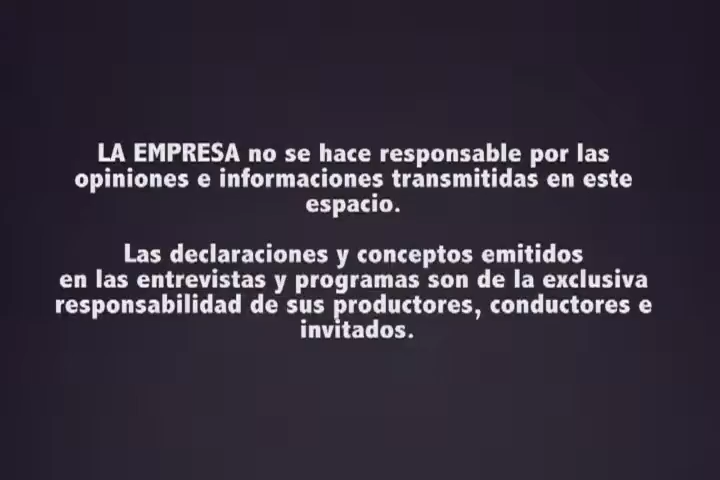 LA EMPRESA no se hace responsable por las
opiniones e informaciones transmitidas en este
espacio.
Las declaraciones y conceptos emitidos
en las entrevistas y programas son de la exclusiva
responsabilidad de sus productores, conductores e
invitados.